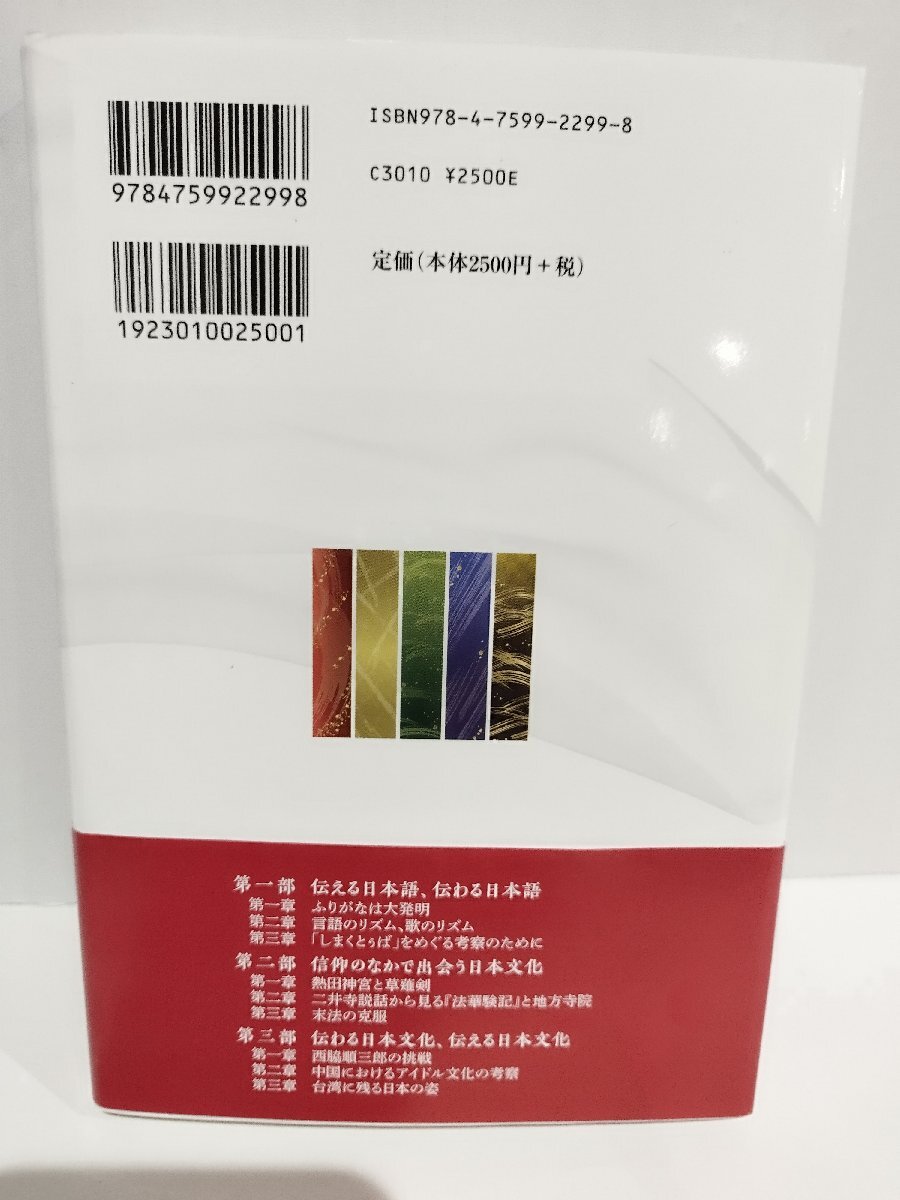 ISBN978-4-7599-2299-8
9784759922998
C3010 ¥2500E
定価(本体2500円+税)
1923010025001
第一部 伝える日本語、伝わる日本語
第一章 ふりがなは大発明
第二章 言語のリズム、歌のリズム
第三章 「しまくとぅば」をめぐる考察のために
第二部 信仰のなかで出会う日本文化
第一章 熱田神宮と草薙剣
第二章 二井寺説話から見る『法華験記』と地方寺院
第三章 末法の克服
第三部 伝わる日本文化、伝える日本文化
第一章 西脇順三郎の挑戦
第二章 中国におけるアイドル文化の考察
第三章 台湾に残る日本の姿